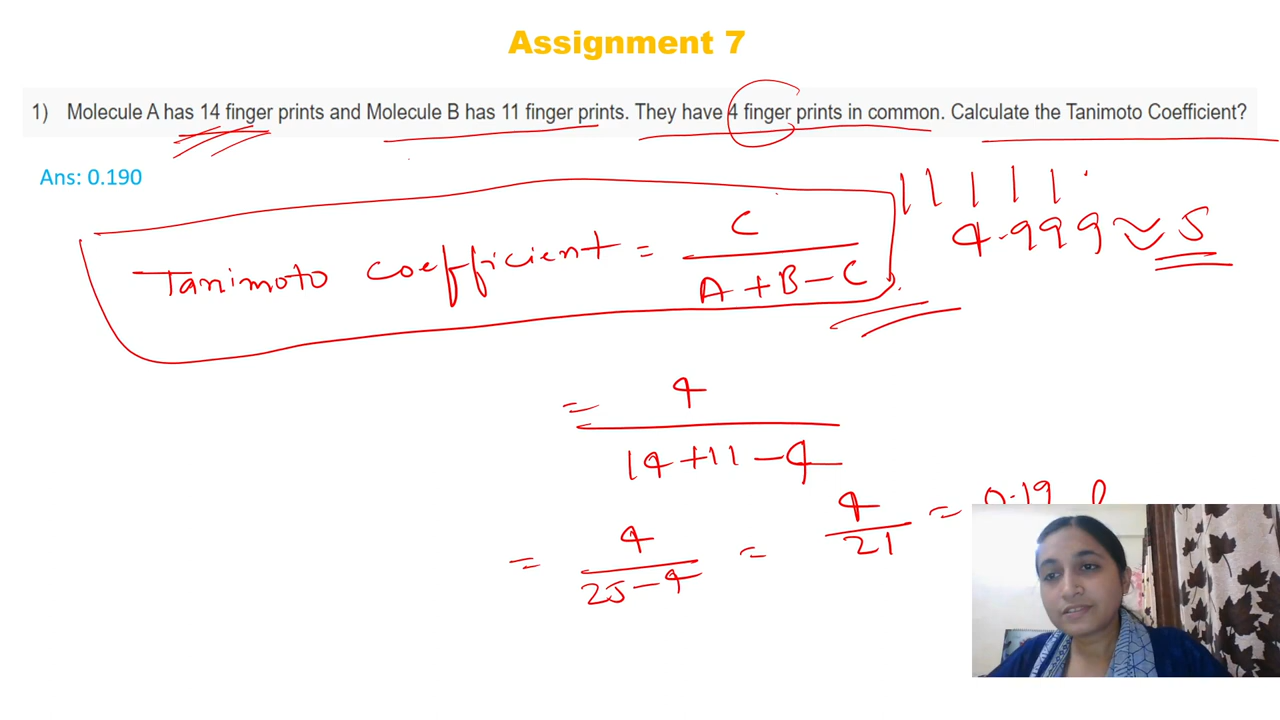 Assignment 7
1) Molecule A has 14 finger prints and Molecule B has 11 finger prints. They have 4 finger prints in common. Calculate the Tanimoto Coefficient?
Ans: 0.190
4.999 ≈ 5
Tanimoto coefficient = C / A + B - C
= 4 / 14 + 11 - 4
= 4 / 25 - 4 = 4 / 21 = 0.19